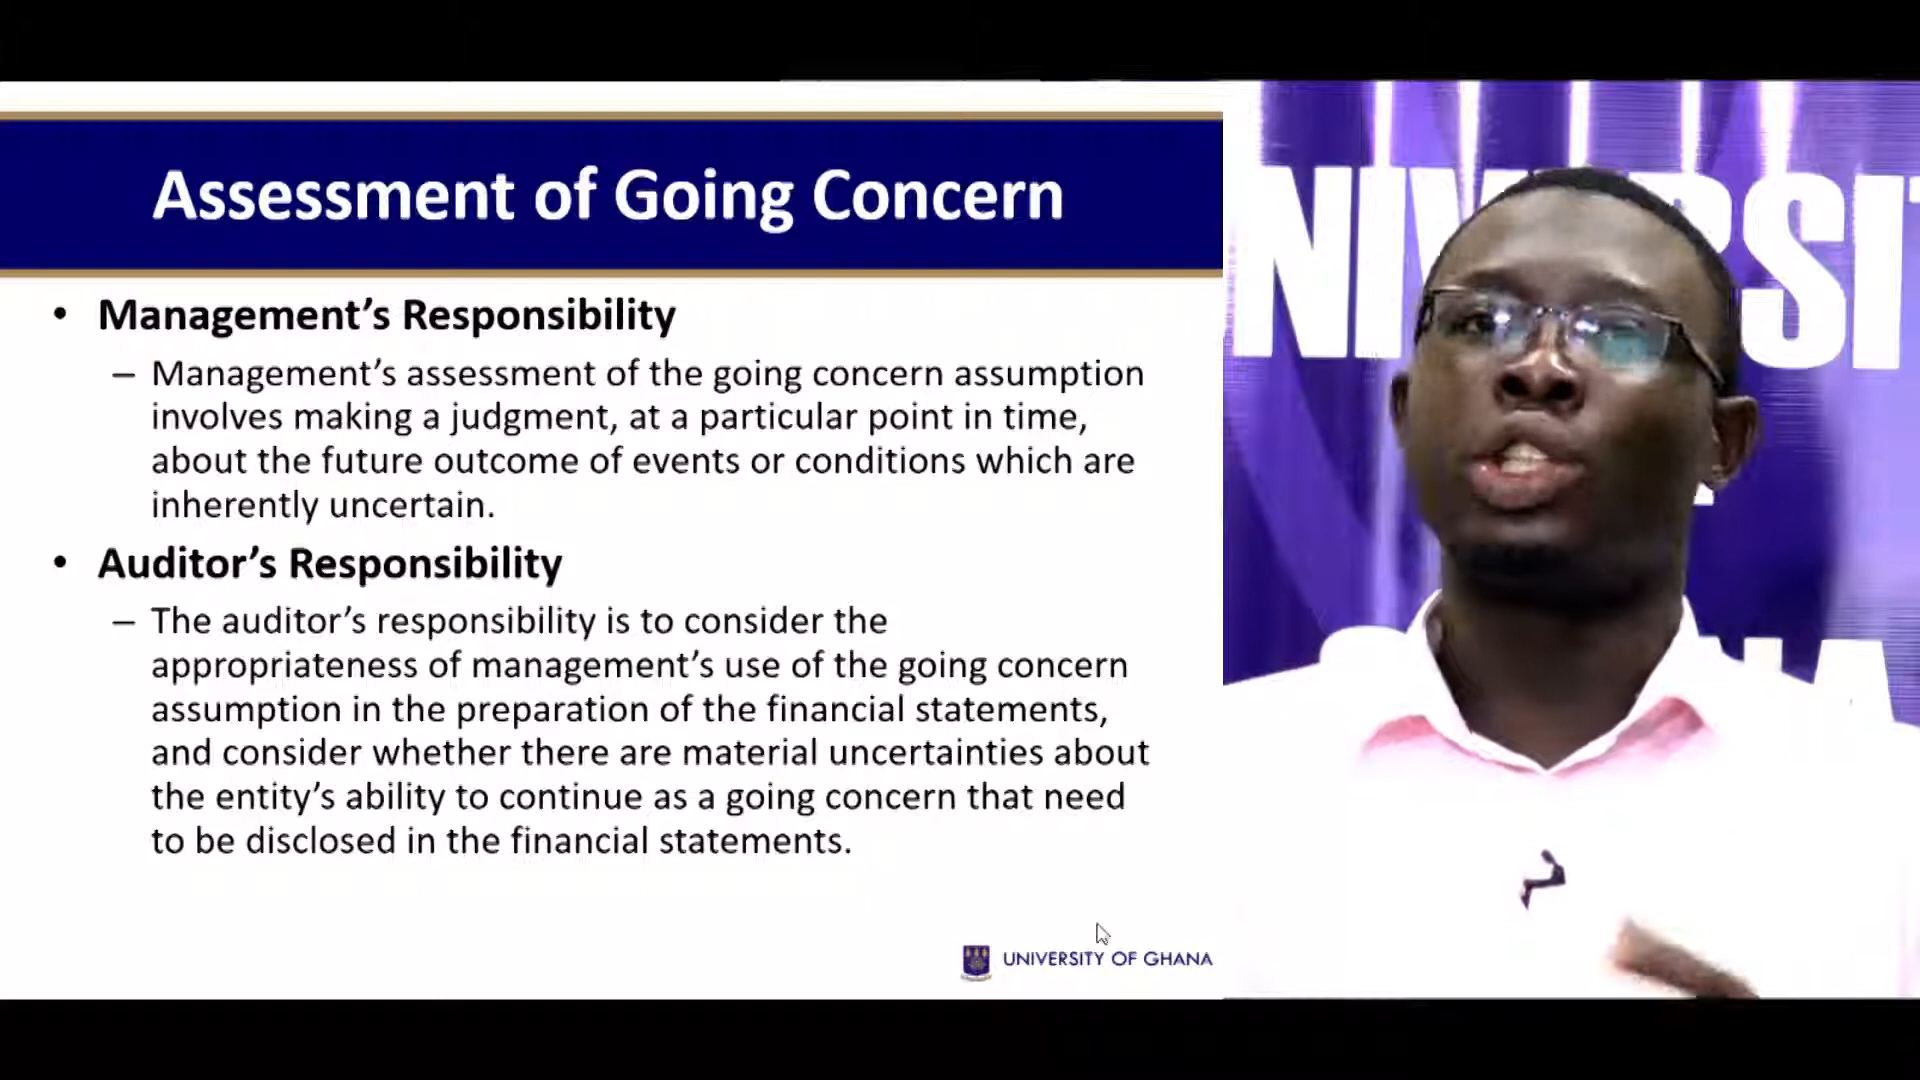 Assessment of Going Concern
• Management’s Responsibility
– Management’s assessment of the going concern assumption
involves making a judgment, at a particular point in time,
about the future outcome of events or conditions which are
inherently uncertain.
• Auditor’s Responsibility
– The auditor’s responsibility is to consider the
appropriateness of management’s use of the going concern
assumption in the preparation of the financial statements,
and consider whether there are material uncertainties about
the entity’s ability to continue as a going concern that need
to be disclosed in the financial statements.
UNIVERSITY OF GHANA